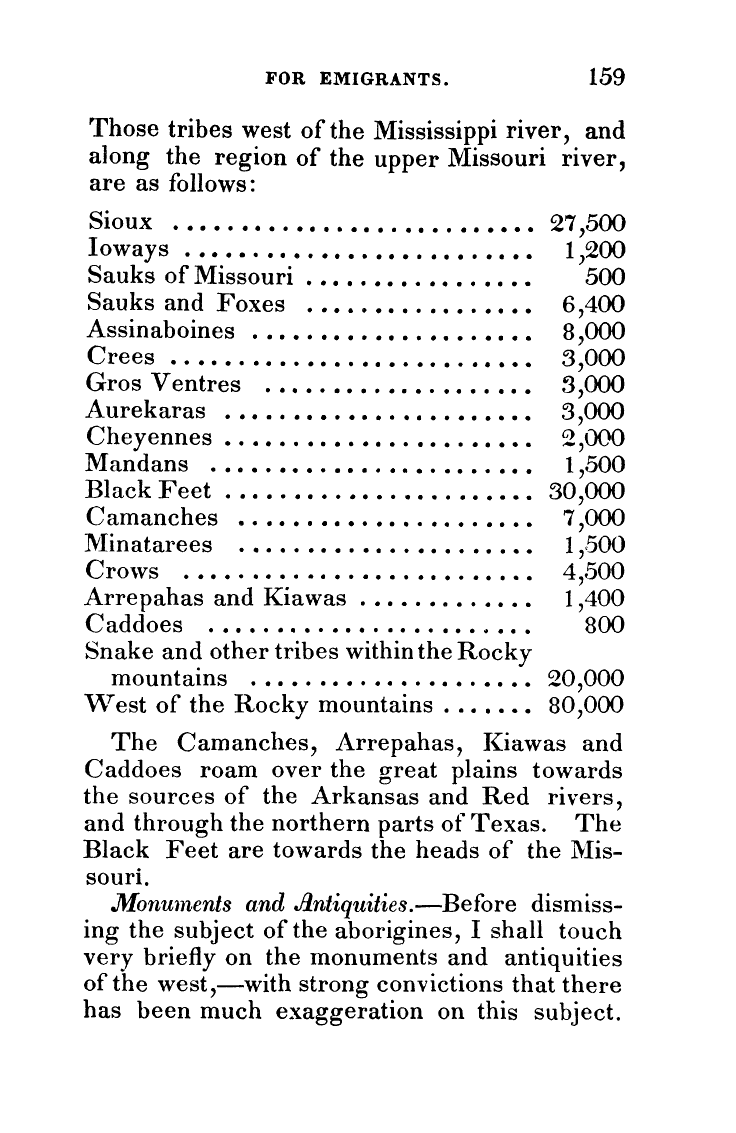 FOR EMIGRANTS. 159
Those tribes west of the Mississippi river, and
along the region of the upper Missouri river,
are as follows:
Sioux ........................... 27,500
Ioways .......................... 1,200
Sauks of Missouri ................. 500
Sauks and Foxes ................. 6,400
Assinaboines ..................... 8,000
Crees ........................... 3,000
Gros Ventres .................... 3,000
Aurekaras ....................... 3,000
Cheyennes ....................... 2,000
Mandans ........................ 1,500
Black Feet ....................... 30,000
Camanches ...................... 7,000
Minatarees ...................... 1,500
Crows .......................... 4,500
Arrepahas and Kiawas ............. 1,400
Caddoes ........................ 800
Snake and other tribes within the Rocky
mountains ..................... 20,000
West of the Rocky mountains ....... 80,000
The Camanches, Arrepahas, Kiawas and
Caddoes roam over the great plains towards
the sources of the Arkansas and Red rivers,
and through the northern parts of Texas. The
Black Feet are towards the heads of the Mis-
souri.
Monuments and Antiquities.—Before dismiss-
ing the subject of the aborigines, I shall touch
very briefly on the monuments and antiquities
of the west,—with strong convictions that there
has been much exaggeration on this subject.